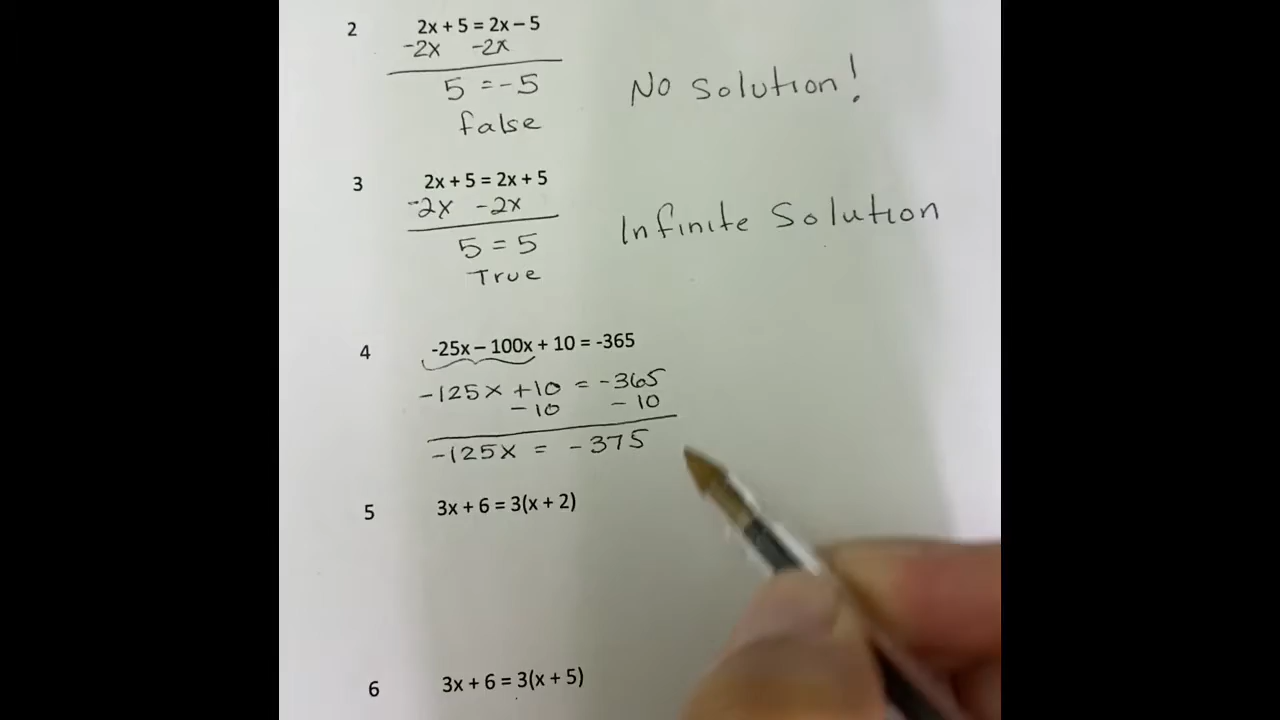 2 2x + 5 = 2x – 5
-2x -2x
5 = -5
false
No solution!
3 2x + 5 = 2x + 5
-2x -2x
5 = 5
True
Infinite Solution
4 -25x – 100x + 10 = -365
-125x +10 = -365
-10 -10
-125x = -375
5 3x + 6 = 3(x + 2)
6 3x + 6 = 3(x + 5)